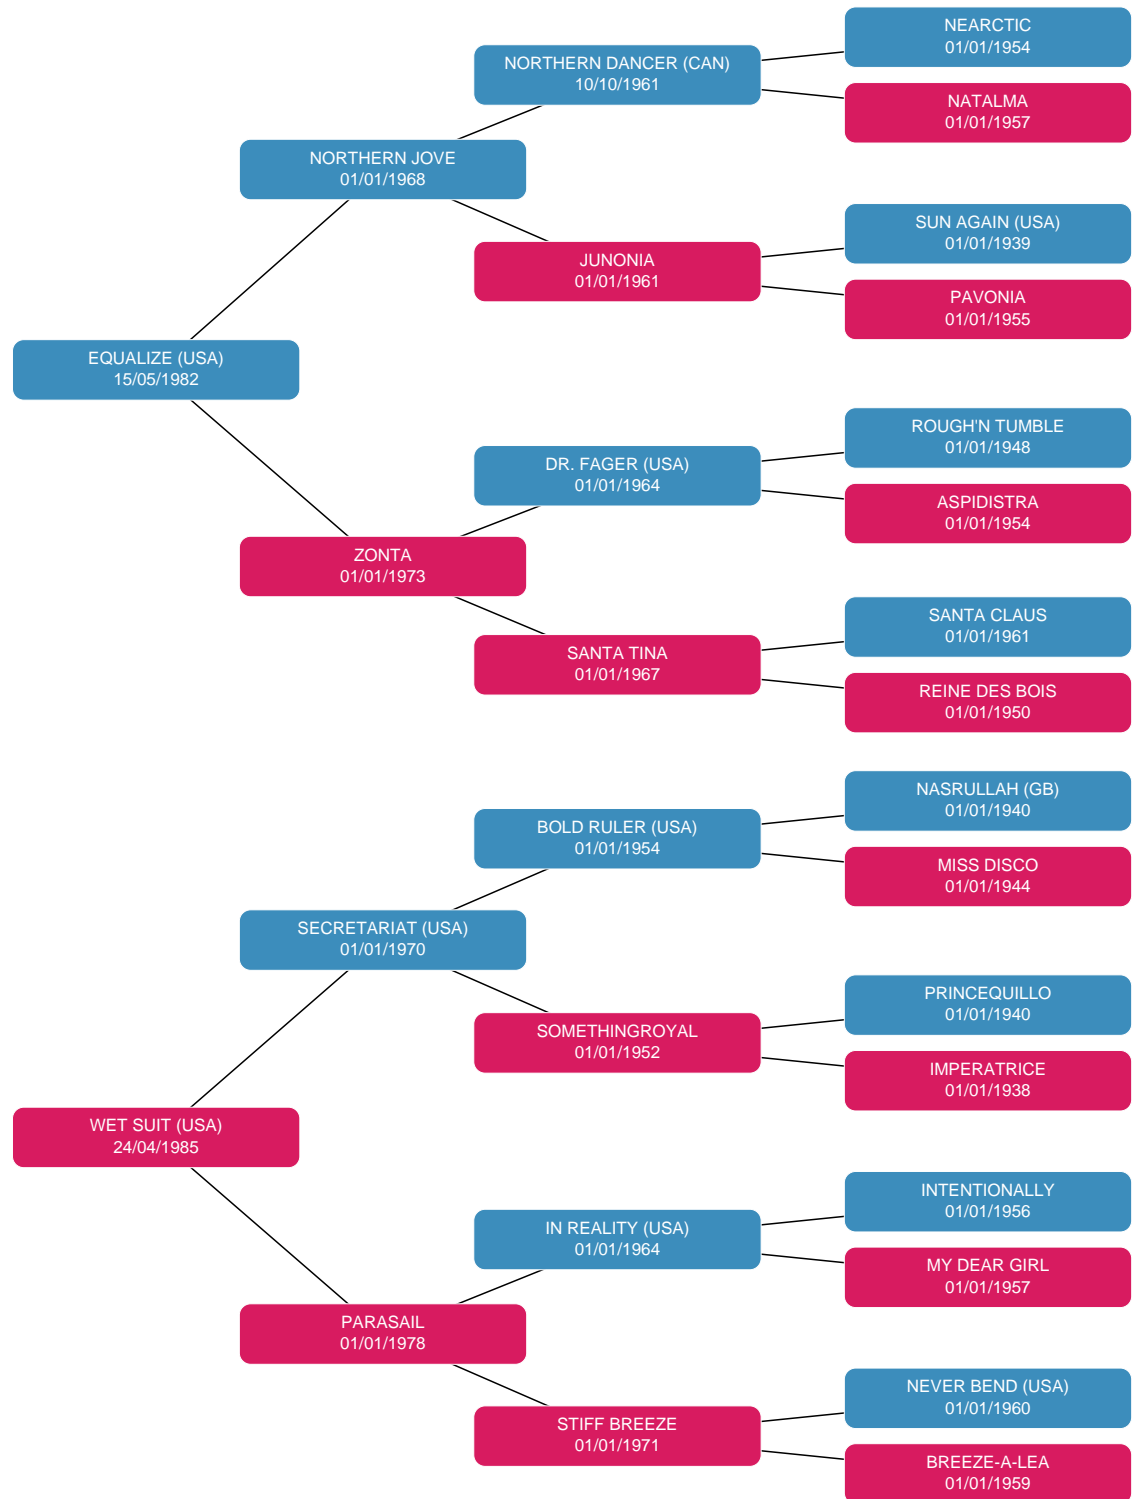 NEARCTIC
01/01/1954
NORTHERN DANCER (CAN)
10/10/1961
NATALMA
01/01/1957
NORTHERN JOVE
01/01/1968
SUN AGAIN (USA)
01/01/1939
JUNONIA
01/01/1961
PAVONIA
01/01/1955
EQUALIZE (USA)
15/05/1982
ROUGH'N TUMBLE
01/01/1948
DR. FAGER (USA)
01/01/1964
ASPIDISTRA
01/01/1954
ZONTA
01/01/1973
SANTA CLAUS
01/01/1961
SANTA TINA
01/01/1967
REINE DES BOIS
01/01/1950
NASRULLAH (GB)
01/01/1940
BOLD RULER (USA)
01/01/1954
MISS DISCO
01/01/1944
SECRETARIAT (USA)
01/01/1970
PRINCEQUILLO
01/01/1940
SOMETHINGROYAL
01/01/1952
IMPERATRICE
01/01/1938
WET SUIT (USA)
24/04/1985
INTENTIONALLY
01/01/1956
IN REALITY (USA)
01/01/1964
MY DEAR GIRL
01/01/1957
PARASAIL
01/01/1978
NEVER BEND (USA)
01/01/1960
STIFF BREEZE
01/01/1971
BREEZE-A-LEA
01/01/1959